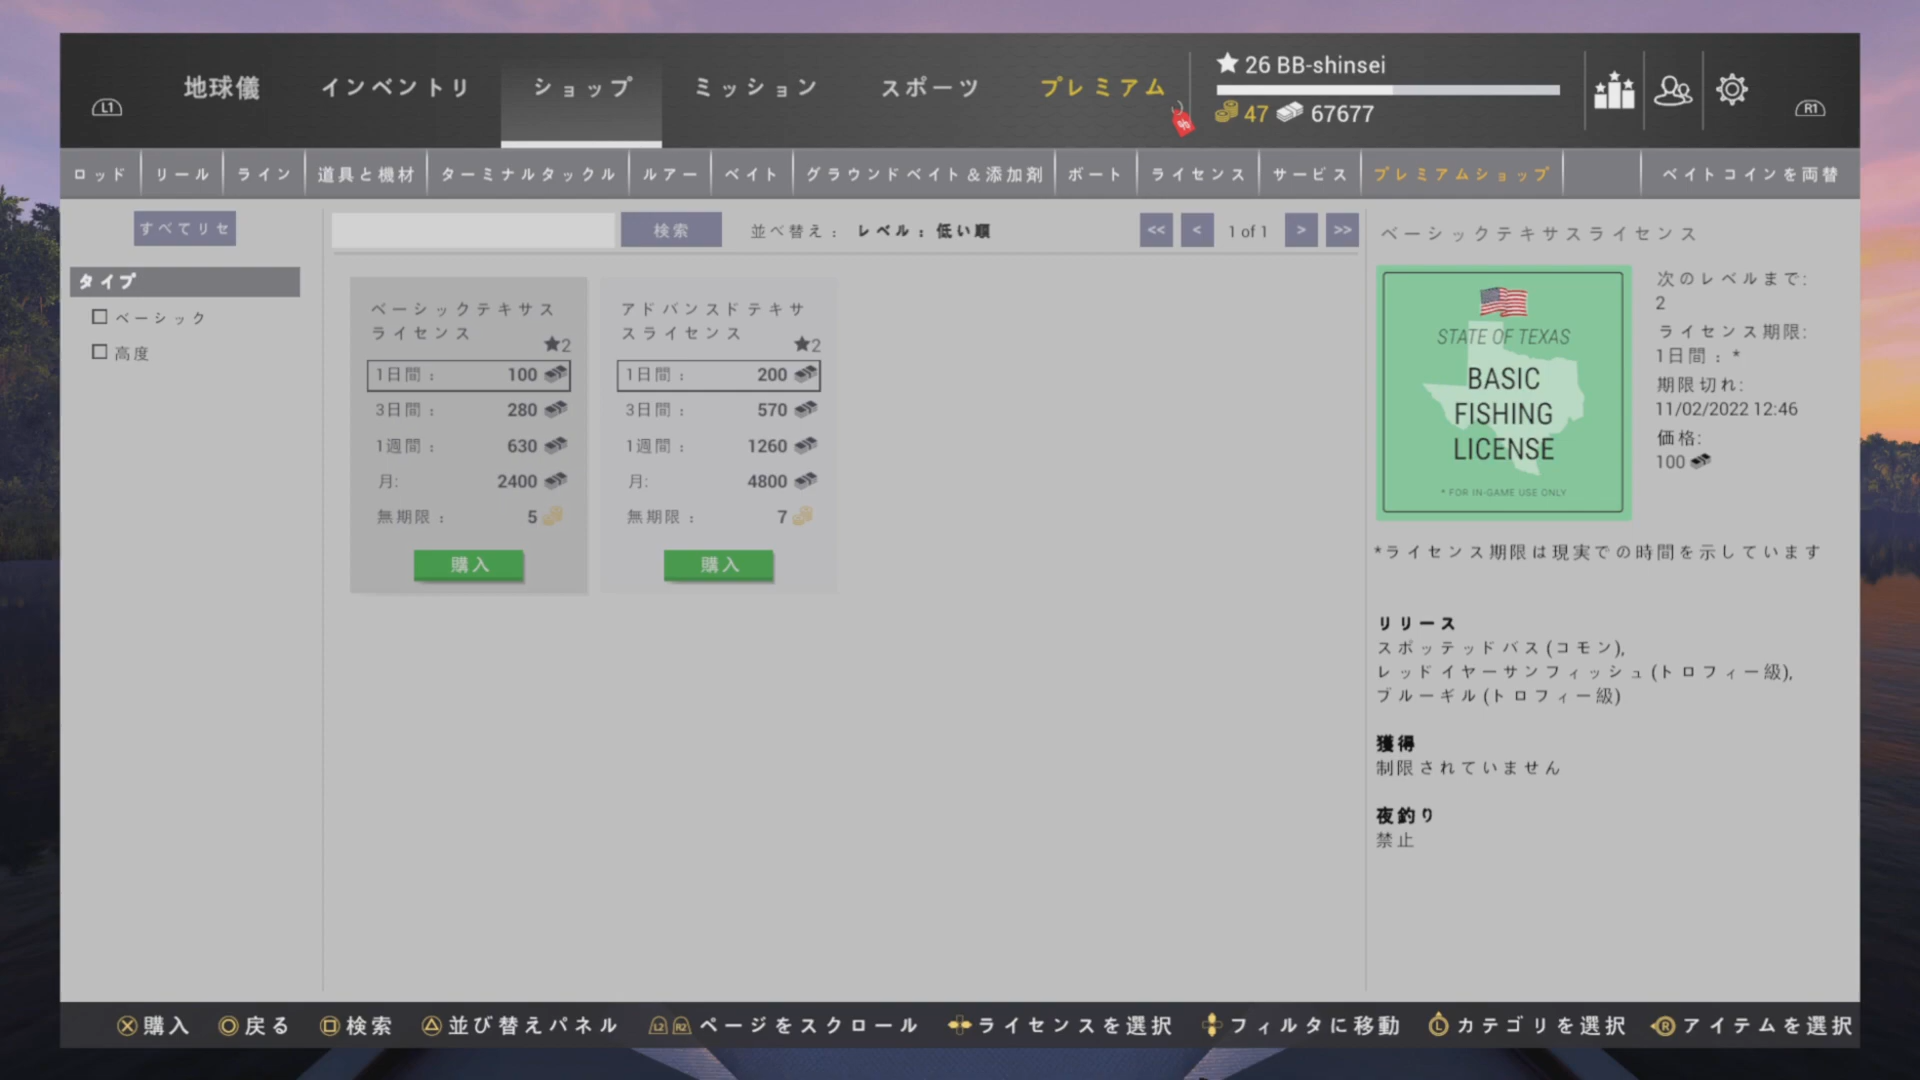 L1
地球儀
インベントリ
ショップ
ミッション
スポーツ
プレミアム
%
26 BB-shinsei
47 67677
R1
ロッド
リール
ライン
道具と機材
ターミナルタックル
ルアー
ベイト
グラウンドベイト&添加剤
ボート
ライセンス
サービス
プレミアムショップ
ベイトコインを両替
すべてリセ
検索
並べ替え： レベル：低い順
<< < 1 of 1 > >>
タイプ
ベーシック
高度
ベーシックテキサス
ライセンス
2
1日間： 100
3日間： 280
1週間： 630
月: 2400
無期限： 5
購入
アドバンスドテキサ
スライセンス
2
1日間： 200
3日間： 570
1週間： 1260
月: 4800
無期限： 7
購入
ベーシックテキサスライセンス
STATE OF TEXAS
BASIC
FISHING
LICENSE
* FOR IN-GAME USE ONLY
次のレベルまで:
2
ライセンス期限:
1日間：*
期限切れ:
11/02/2022 12:46
価格:
100
*ライセンス期限は現実での時間を示しています
リリース
スポッテッドバス(コモン),
レッドイヤーサンフィッシュ(トロフィー級),
ブルーギル(トロフィー級)
獲得
制限されていません
夜釣り
禁止
購入
戻る
検索
並び替えパネル
L2 R2 ページをスクロール
ライセンスを選択
フィルタに移動
L カテゴリを選択
R アイテムを選択